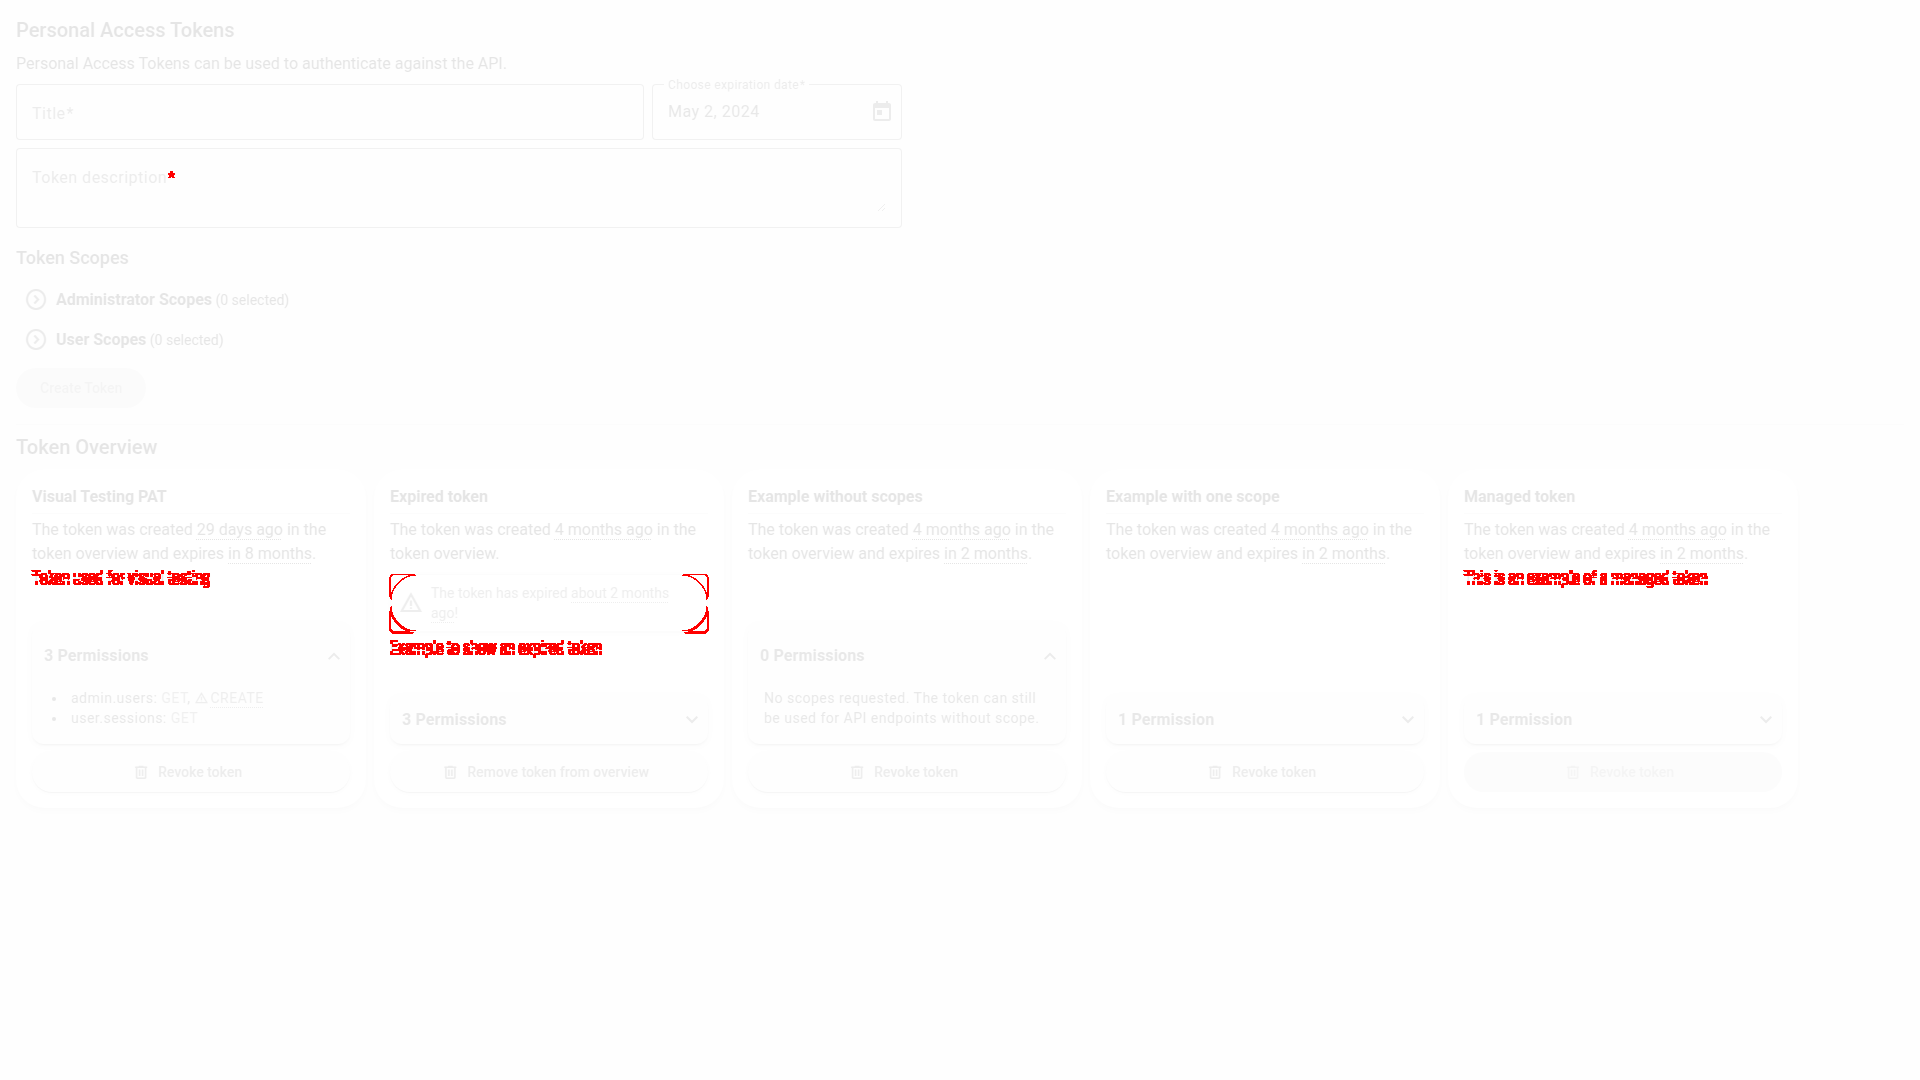 Personal Access Tokens
Personal Access Tokens can be used to authenticate against the API.
Title*
Choose expiration date*
May 2, 2024
Token description*
Token Scopes
Administrator Scopes (0 selected)
User Scopes (0 selected)
Create Token
Token Overview
Visual Testing PAT
The token was created 29 days ago in the
token overview and expires in 8 months.
Token used for visual testing
3 Permissions
admin.users: GET, CREATE
user.sessions: GET
Revoke token
Expired token
The token was created 4 months ago in the
token overview.
The token has expired about 2 months
ago!
Example to show an expired token
3 Permissions
Remove token from overview
Example without scopes
The token was created 4 months ago in the
token overview and expires in 2 months.
0 Permissions
No scopes requested. The token can still
be used for API endpoints without scope.
Revoke token
Example with one scope
The token was created 4 months ago in the
token overview and expires in 2 months.
1 Permission
Revoke token
Managed token
The token was created 4 months ago in the
token overview and expires in 2 months.
This is an example of a managed token
1 Permission
Revoke token